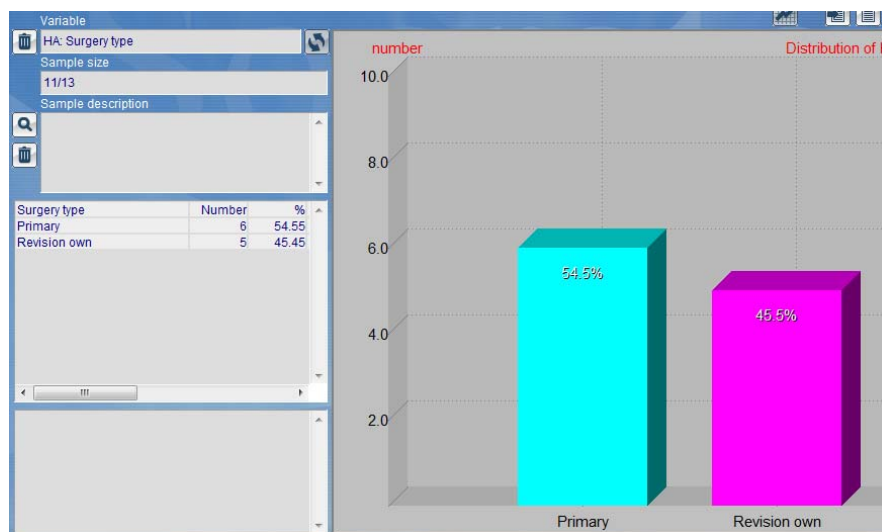 Variable
HA: Surgery type
Sample size
11/13
Sample description
Surgery type Number %
Primary 6 54.55
Revision own 5 45.45
number
Distribution of
10.0
8.0
6.0
4.0
2.0
54.5%
45.5%
Primary
Revision own